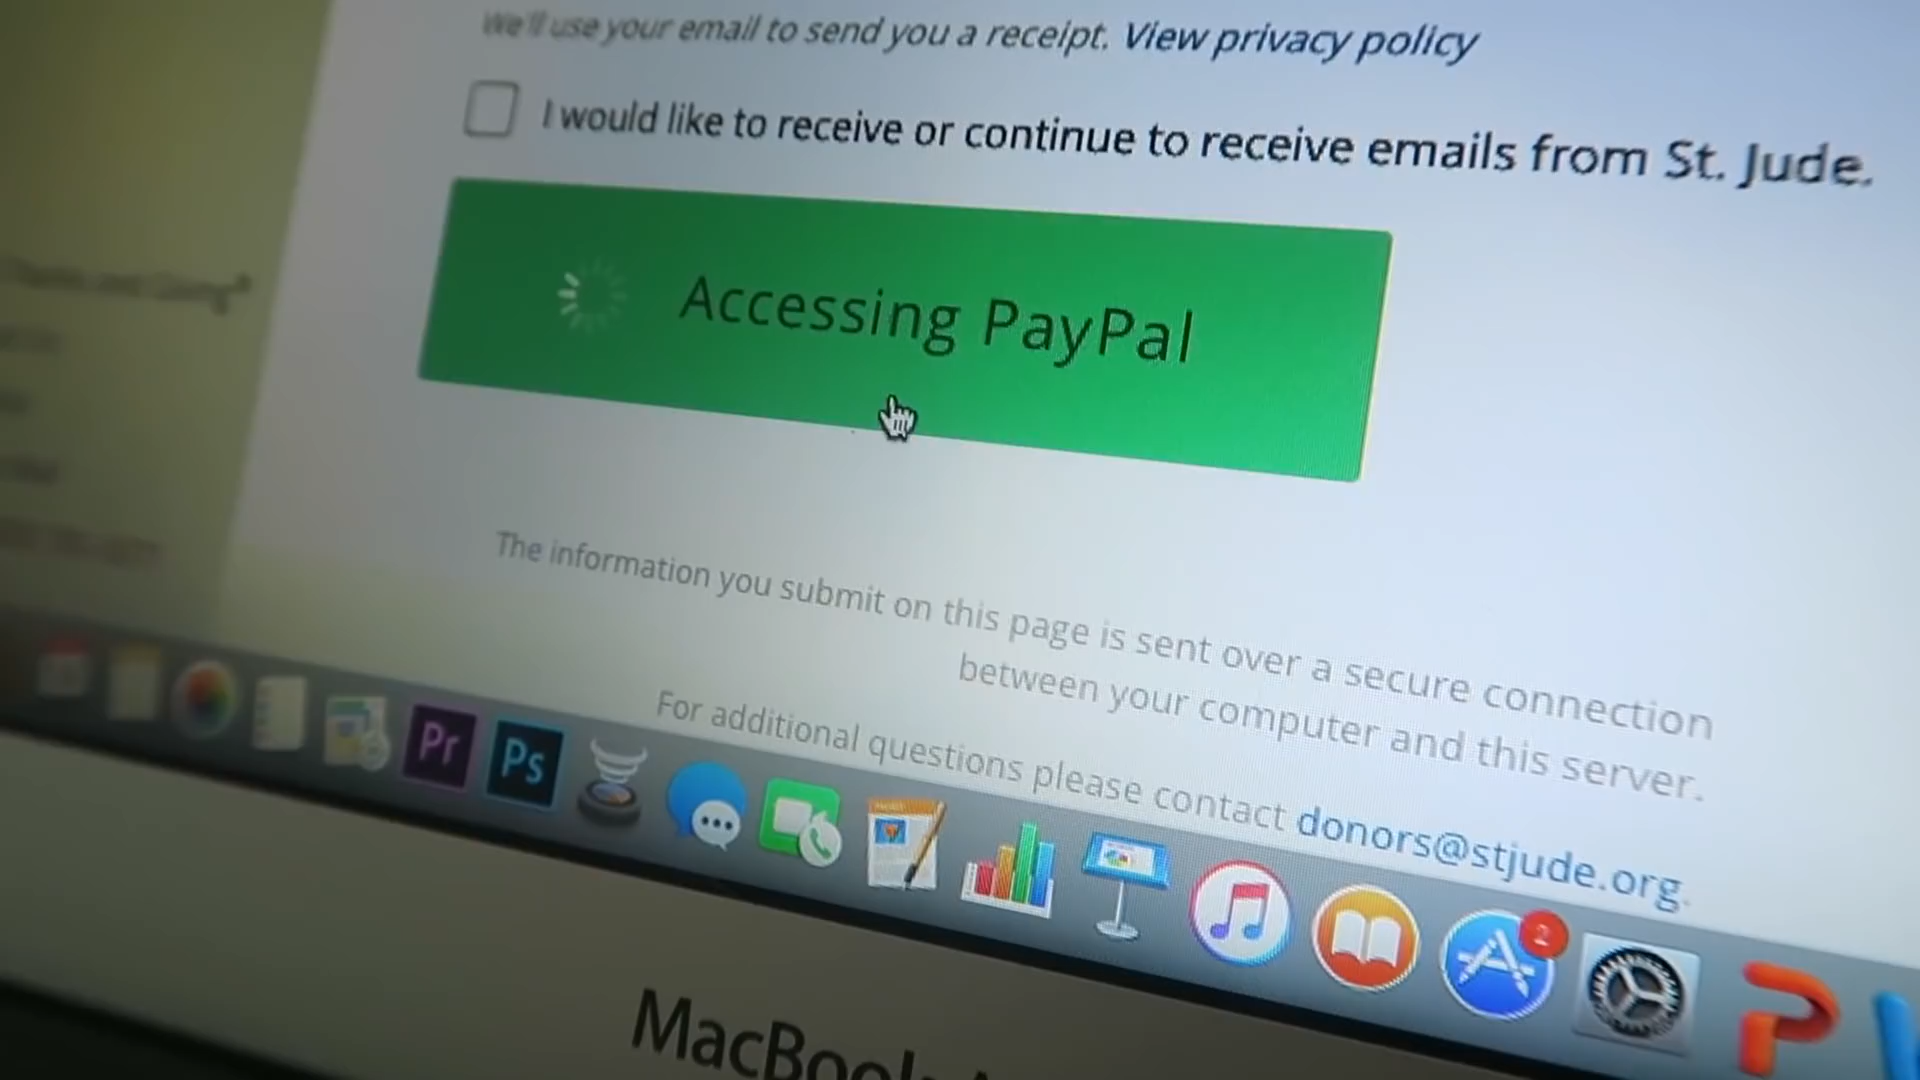 We'll use your email to send you a receipt. View privacy policy
I would like to receive or continue to receive emails from St. Jude.
Accessing PayPal
The information you submit on this page is sent over a secure connection
between your computer and this server.
For additional questions please contact donors@stjude.org.
Pr
Ps
2
MacBook